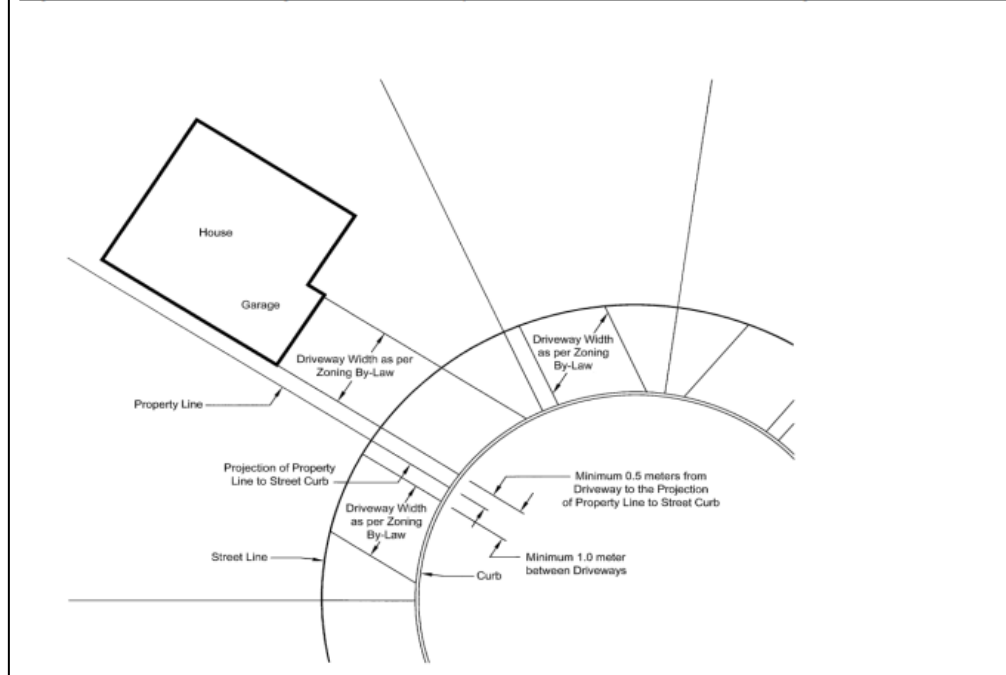 House
Garage
Driveway Width as per
Zoning By-Law
Driveway Width
as per Zoning
By-Law
Property Line
Projection of Property
Line to Street Curb
Minimum 0.5 meters from
Driveway to the Projection
of Property Line to Street Curb
Driveway Width
as per Zoning
By-Law
Street Line
Minimum 1.0 meter
between Driveways
Curb